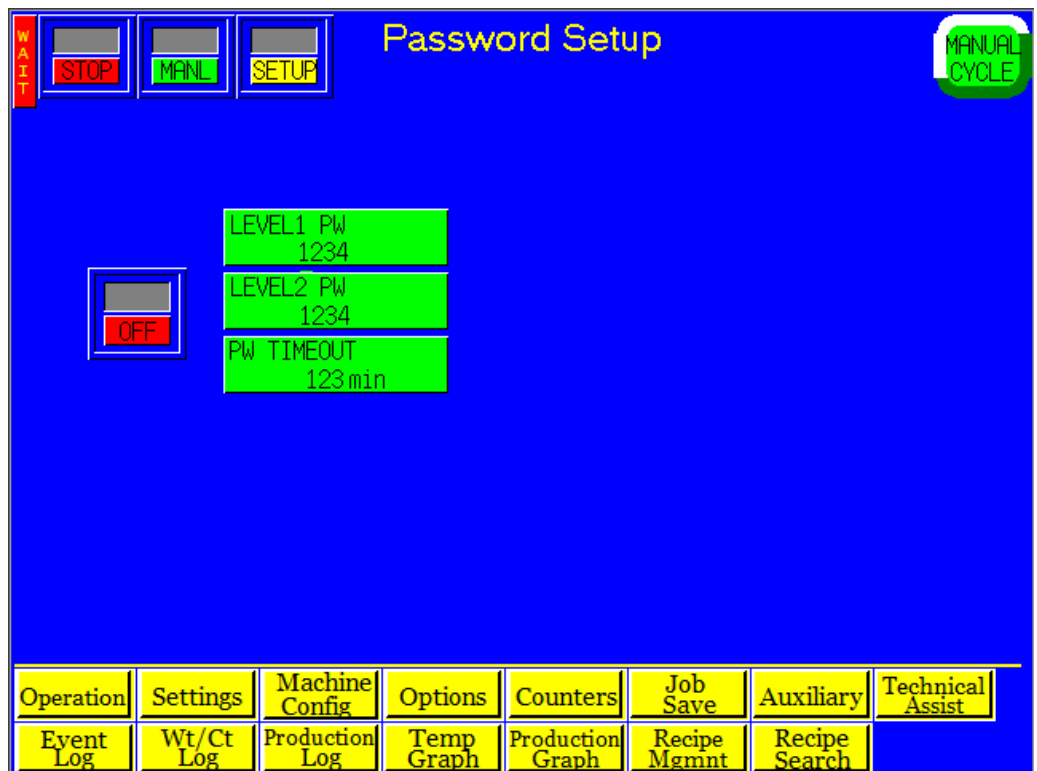 WAIT
STOP
MANL
SETUP
Password Setup
MANUAL
CYCLE
LEVEL1 PW
1234
LEVEL2 PW
1234
OFF
PW TIMEOUT
123 min
Operation
Settings
Machine
Config
Options
Counters
Job
Save
Auxiliary
Technical
Assist
Event
Log
Wt/Ct
Log
Production
Log
Temp
Graph
Production
Graph
Recipe
Mgmnt
Recipe
Search